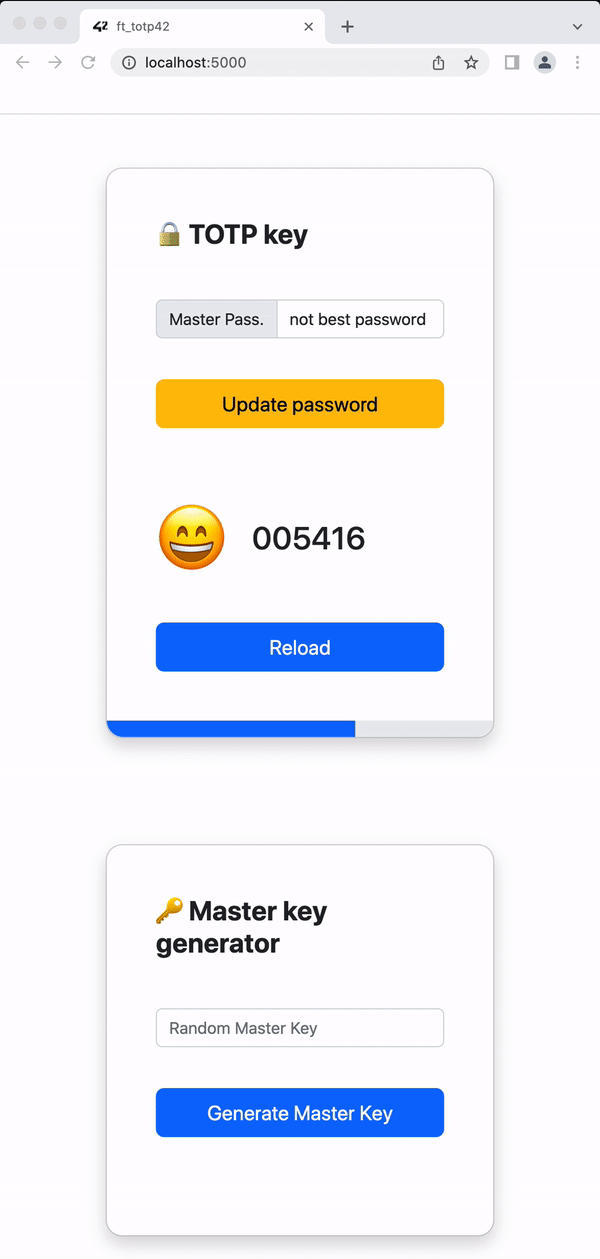 42 ft_totp42
localhost:5000
TOTP key
Master Pass. not best password
Update password
005416
Reload
Master key
generator
Random Master Key
Generate Master Key